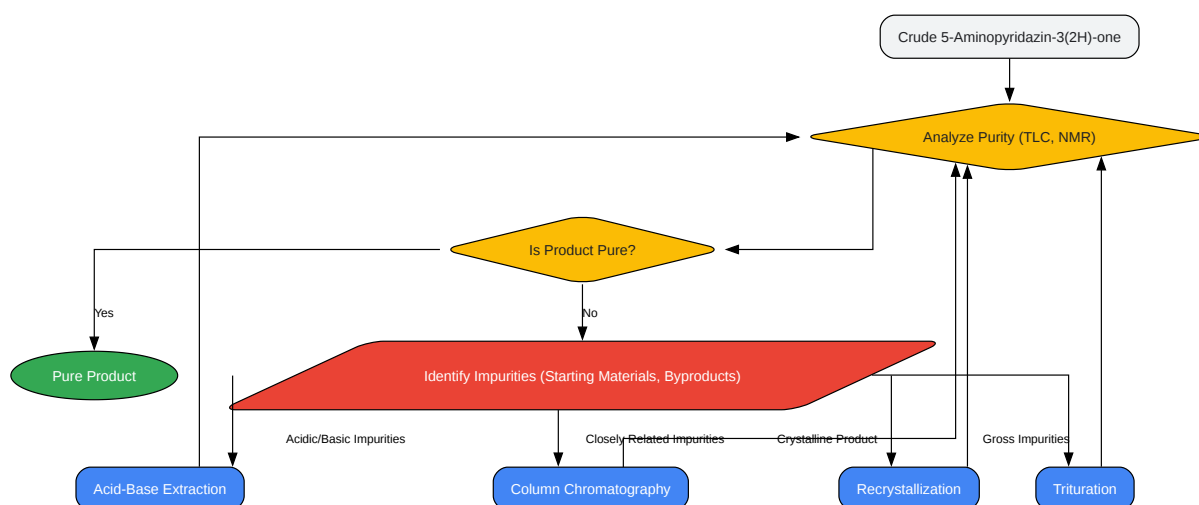 Crude 5-Aminopyridazin-3(2H)-one
Analyze Purity (TLC, NMR)
Is Product Pure?
Yes
No
Pure Product
Identify Impurities (Starting Materials, Byproducts)
Acidic/Basic Impurities
Closely Related Impurities
Crystalline Product
Gross Impurities
Acid-Base Extraction
Column Chromatography
Recrystallization
Trituration